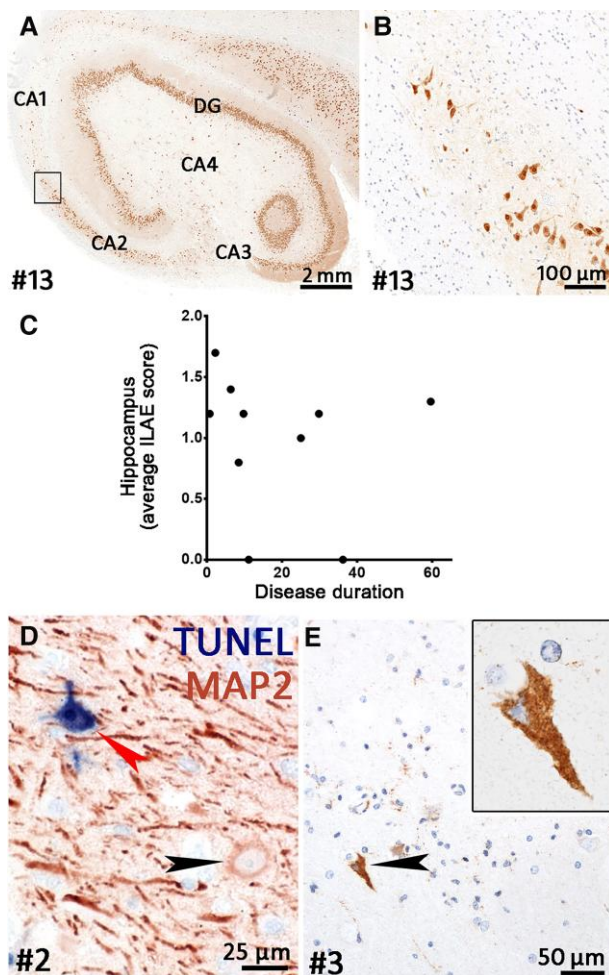 A
CA1
DG
CA4
CA2
CA3
#13
2 mm
B
#13
100 µm
C
2.0
1.5
1.0
0.5
0.0
0
20
40
60
Hippocampus
(average ILAE score)
Disease duration
D
TUNEL
MAP2
#2
25 µm
E
#3
50 µm